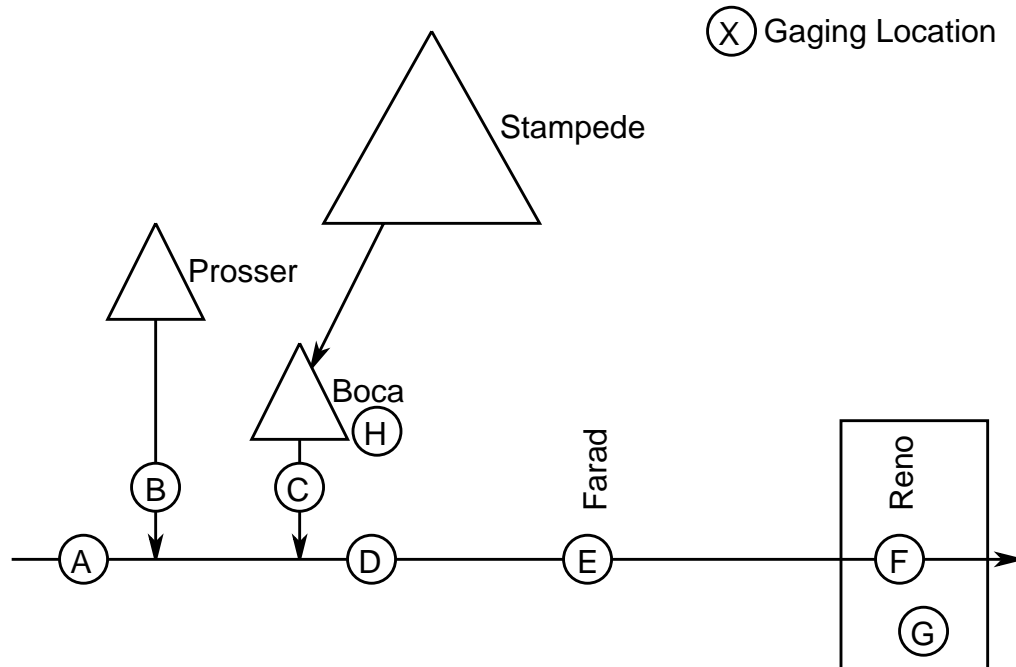 X Gaging Location
Stampede
Prosser
Boca
H
Farad
Reno
B
C
A
D
E
F
G